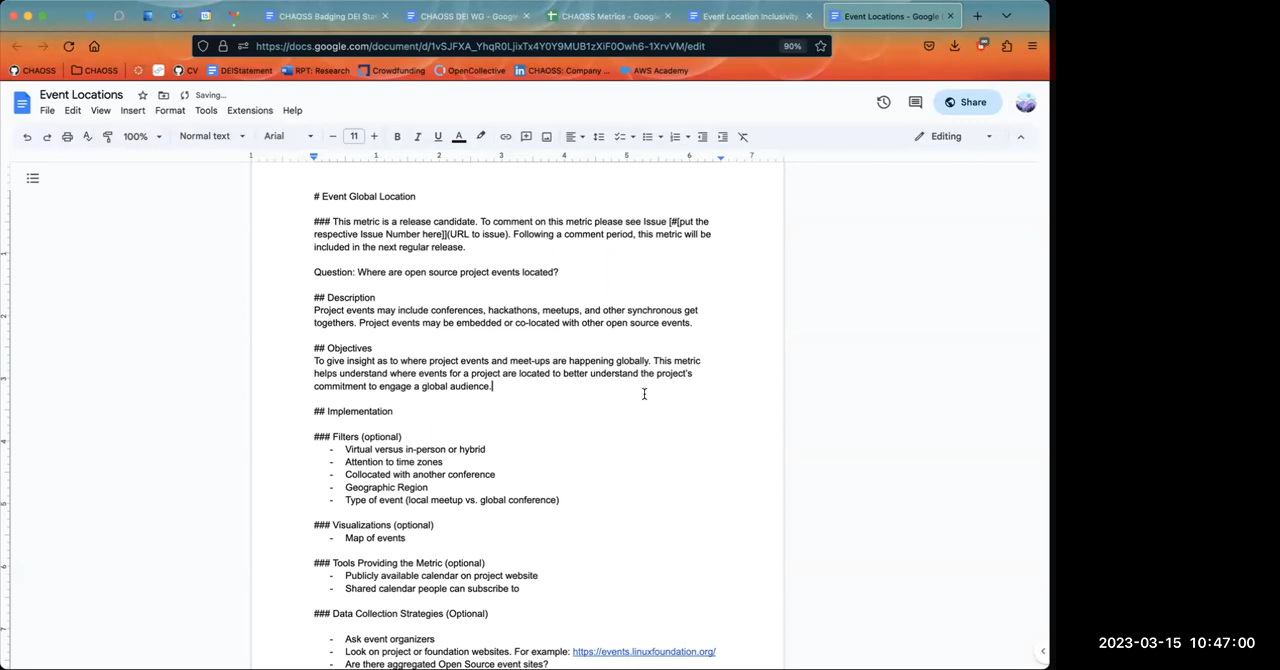 CHAOSS Badging DEI Sta
CHAOSS DEI WG - Google
CHAOSS Metrics - Google
Event Location Inclusivity
Event Locations - Google
https://docs.google.com/document/d/1vSJFXA_YhqR0LjixTx4Y0Y9MUB1zXiF0Owh6-1XrvVM/edit
90%
CHAOSS
CHAOSS
CV
DEIStatement
RPT: Research
Crowdfunding
OpenCollective
CHAOSS: Company ...
AWS Academy
Event Locations
Saving...
File Edit View Insert Format Tools Extensions Help
Share
100% Normal text Arial 11 Editing
1 1 2 3 4 5 6 7
# Event Global Location
### This metric is a release candidate. To comment on this metric please see Issue [#[put the
respective Issue Number here]](URL to issue). Following a comment period, this metric will be
included in the next regular release.
Question: Where are open source project events located?
## Description
Project events may include conferences, hackathons, meetups, and other synchronous get
togethers. Project events may be embedded or co-located with other open source events.
## Objectives
To give insight as to where project events and meet-ups are happening globally. This metric
helps understand where events for a project are located to better understand the project's
commitment to engage a global audience.
## Implementation
### Filters (optional)
- Virtual versus in-person or hybrid
- Attention to time zones
- Collocated with another conference
- Geographic Region
- Type of event (local meetup vs. global conference)
### Visualizations (optional)
- Map of events
### Tools Providing the Metric (optional)
- Publicly available calendar on project website
- Shared calendar people can subscribe to
### Data Collection Strategies (Optional)
- Ask event organizers
- Look on project or foundation websites. For example: https://events.linuxfoundation.org/
- Are there aggregated Open Source event sites?
2023-03-15 10:47:00